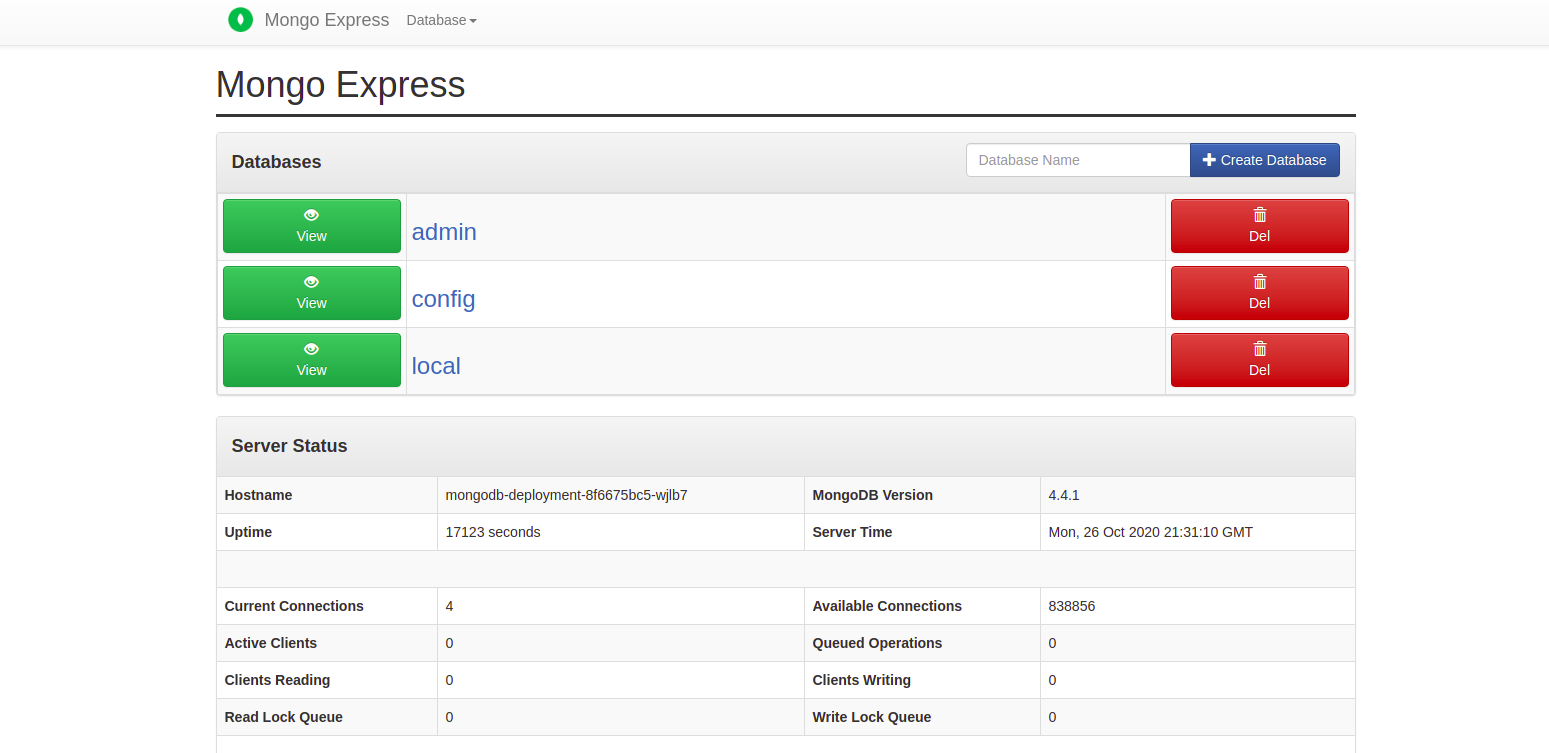 Mongo Express Database
Mongo Express
Databases Database Name Create Database
View admin Del
View config Del
View local Del
Server Status
Hostname mongodb-deployment-8f6675bc5-wjlb7 MongoDB Version 4.4.1
Uptime 17123 seconds Server Time Mon, 26 Oct 2020 21:31:10 GMT
Current Connections 4 Available Connections 838856
Active Clients 0 Queued Operations 0
Clients Reading 0 Clients Writing 0
Read Lock Queue 0 Write Lock Queue 0